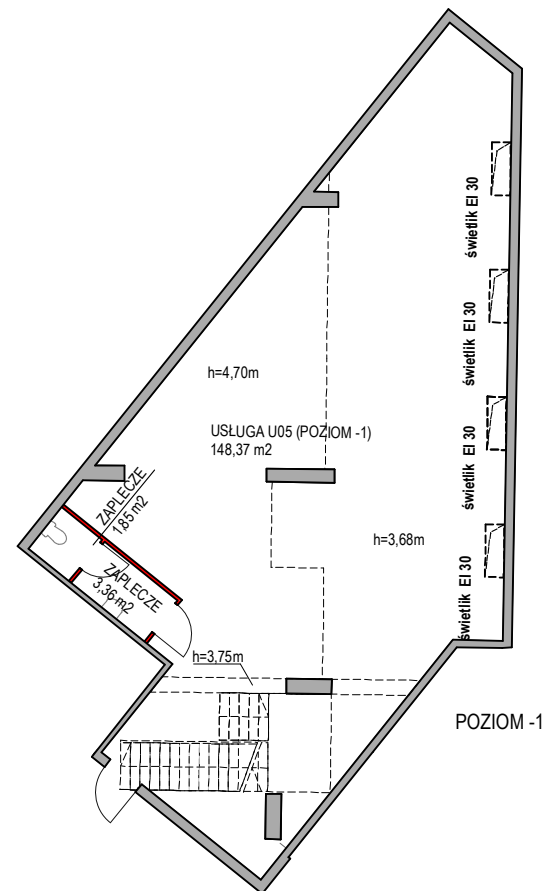 świetlik EI 30
świetlik EI 30
h=4,70m
USŁUGA U05 (POZIOM -1)
148,37 m2
świetlik EI 30
ZAPLECZE
1,85 m2
h=3,68m
ZAPLECZE
3,36 m2
świetlik EI 30
h=3,75m
POZIOM -1